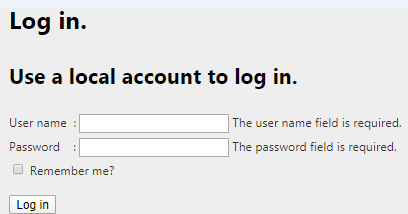 Log in.
Use a local account to log in.
User name : The user name field is required.
Password : The password field is required.
Remember me?
Log in